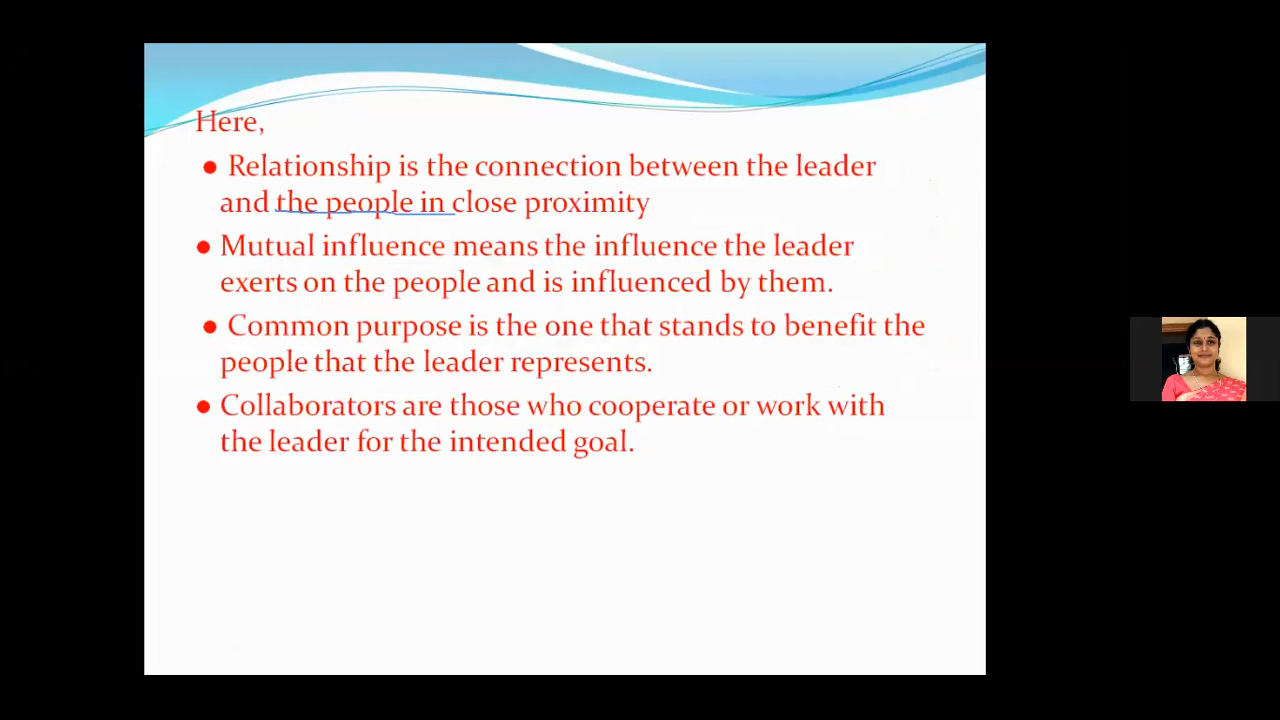 Here,
● Relationship is the connection between the leader
and the people in close proximity
● Mutual influence means the influence the leader
exerts on the people and is influenced by them.
● Common purpose is the one that stands to benefit the
people that the leader represents.
● Collaborators are those who cooperate or work with
the leader for the intended goal.